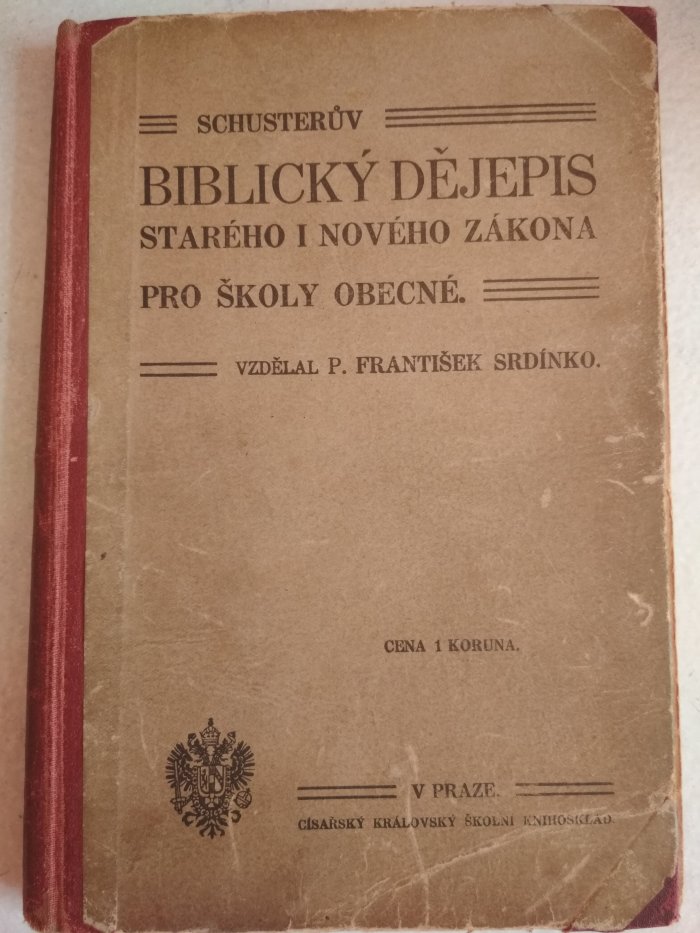 SCHUSTERŮV
BIBLICKÝ DĚJEPIS
STARÉHO I NOVÉHO ZÁKONA
PRO ŠKOLY OBECNÉ.
VZDĚLAL P. FRANTIŠEK SRDÍNKO.
CENA 1 KORUNA.
V PRAZE.
CÍSAŘSKÝ KRÁLOVSKÝ ŠKOLNÍ KNIHOSKLAD.